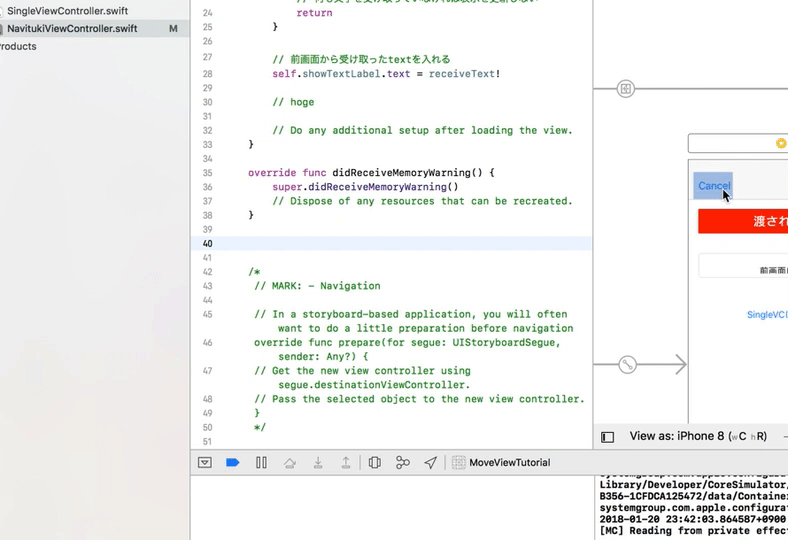 SingleViewController.swift
NavitukiViewController.swift M
roducts
24 return
25 }
26
27 // 前画面から受け取ったtextを入れる
28 self.showTextLabel.text = receiveText!
29
30 // hoge
31
32 // Do any additional setup after loading the view.
33 }
34
35 override func didReceiveMemoryWarning() {
36 super.didReceiveMemoryWarning()
37 // Dispose of any resources that can be recreated.
38 }
39
40
41
42 /*
43 // MARK: - Navigation
44
45 // In a storyboard-based application, you will often
want to do a little preparation before navigation
46 override func prepare(for segue: UIStoryboardSegue,
sender: Any?) {
47 // Get the new view controller using
segue.destinationViewController.
48 // Pass the selected object to the new view controller.
49 }
50 */
51
Cancel
渡され
前画面
SingleVC
View as: iPhone 8 (wC hR)
MoveViewTutorial
Library/Developer/CoreSimulator/
B356-1CFDCA125472/data/Containe
systemgroup.com.apple.configurat
2018-01-20 23:42:03.864587+0900
[MC] Reading from private effec